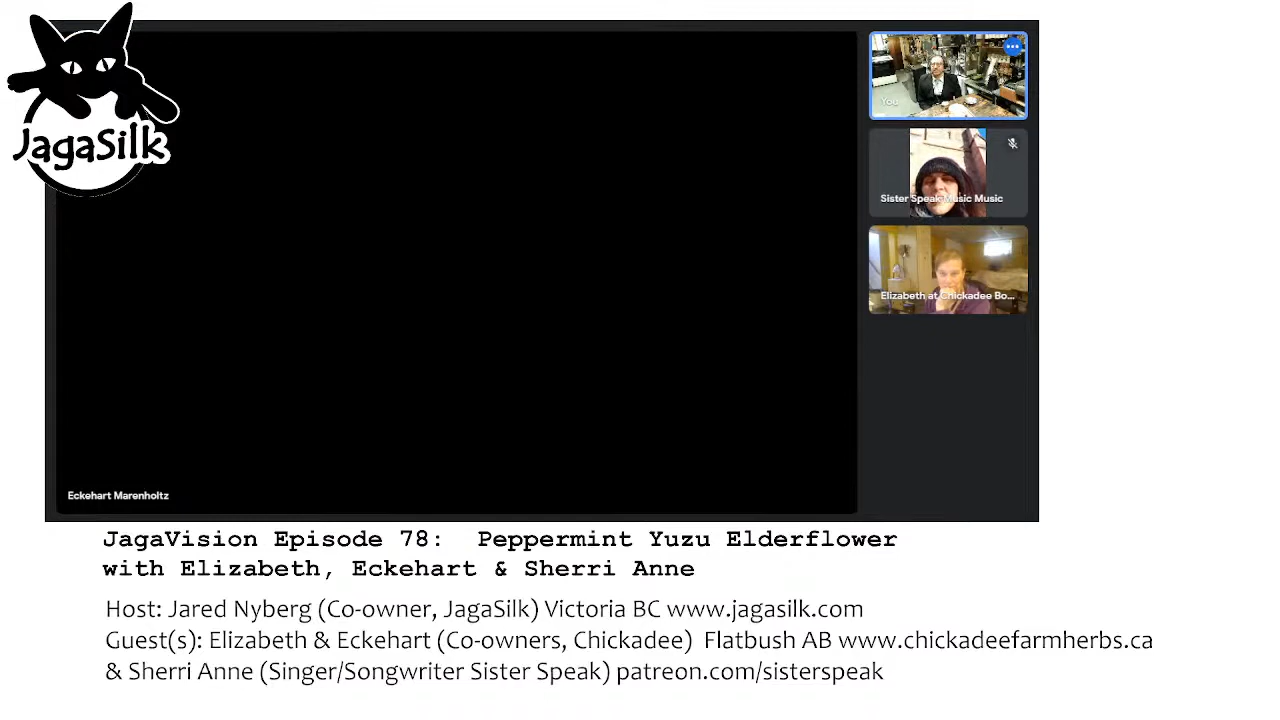 JagaSilk
You
Sister Speak Music Music
Elizabeth at Chickadee Bo...
Eckehart Marenholtz
JagaVision Episode 78: Peppermint Yuzu Elderflower
with Elizabeth, Eckehart & Sherri Anne
Host: Jared Nyberg (Co-owner, JagaSilk) Victoria BC www.jagasilk.com
Guest(s): Elizabeth & Eckehart (Co-owners, Chickadee) Flatbush AB www.chickadeefarmherbs.ca
& Sherri Anne (Singer/Songwriter Sister Speak) patreon.com/sisterspeak